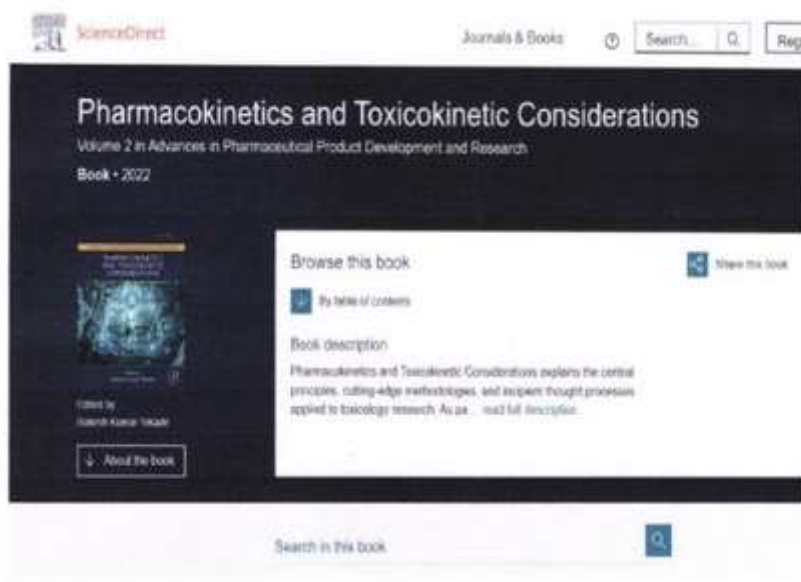 ScienceDirect
Journals & Books
Search...
Reg
Pharmacokinetics and Toxicokinetic Considerations
Volume 2 in Advances in Pharmaceutical Product Development and Research
Book • 2022
Browse this book
Share this book
By table of contents
Book description
Pharmacokinetics and Toxicokinetic Considerations explains the central
principles, cutting-edge methodologies, and incipient thought processes
applied to toxicology research. As pa... read full description
Edited by
Kumar Tekade
About the book
Search in this book